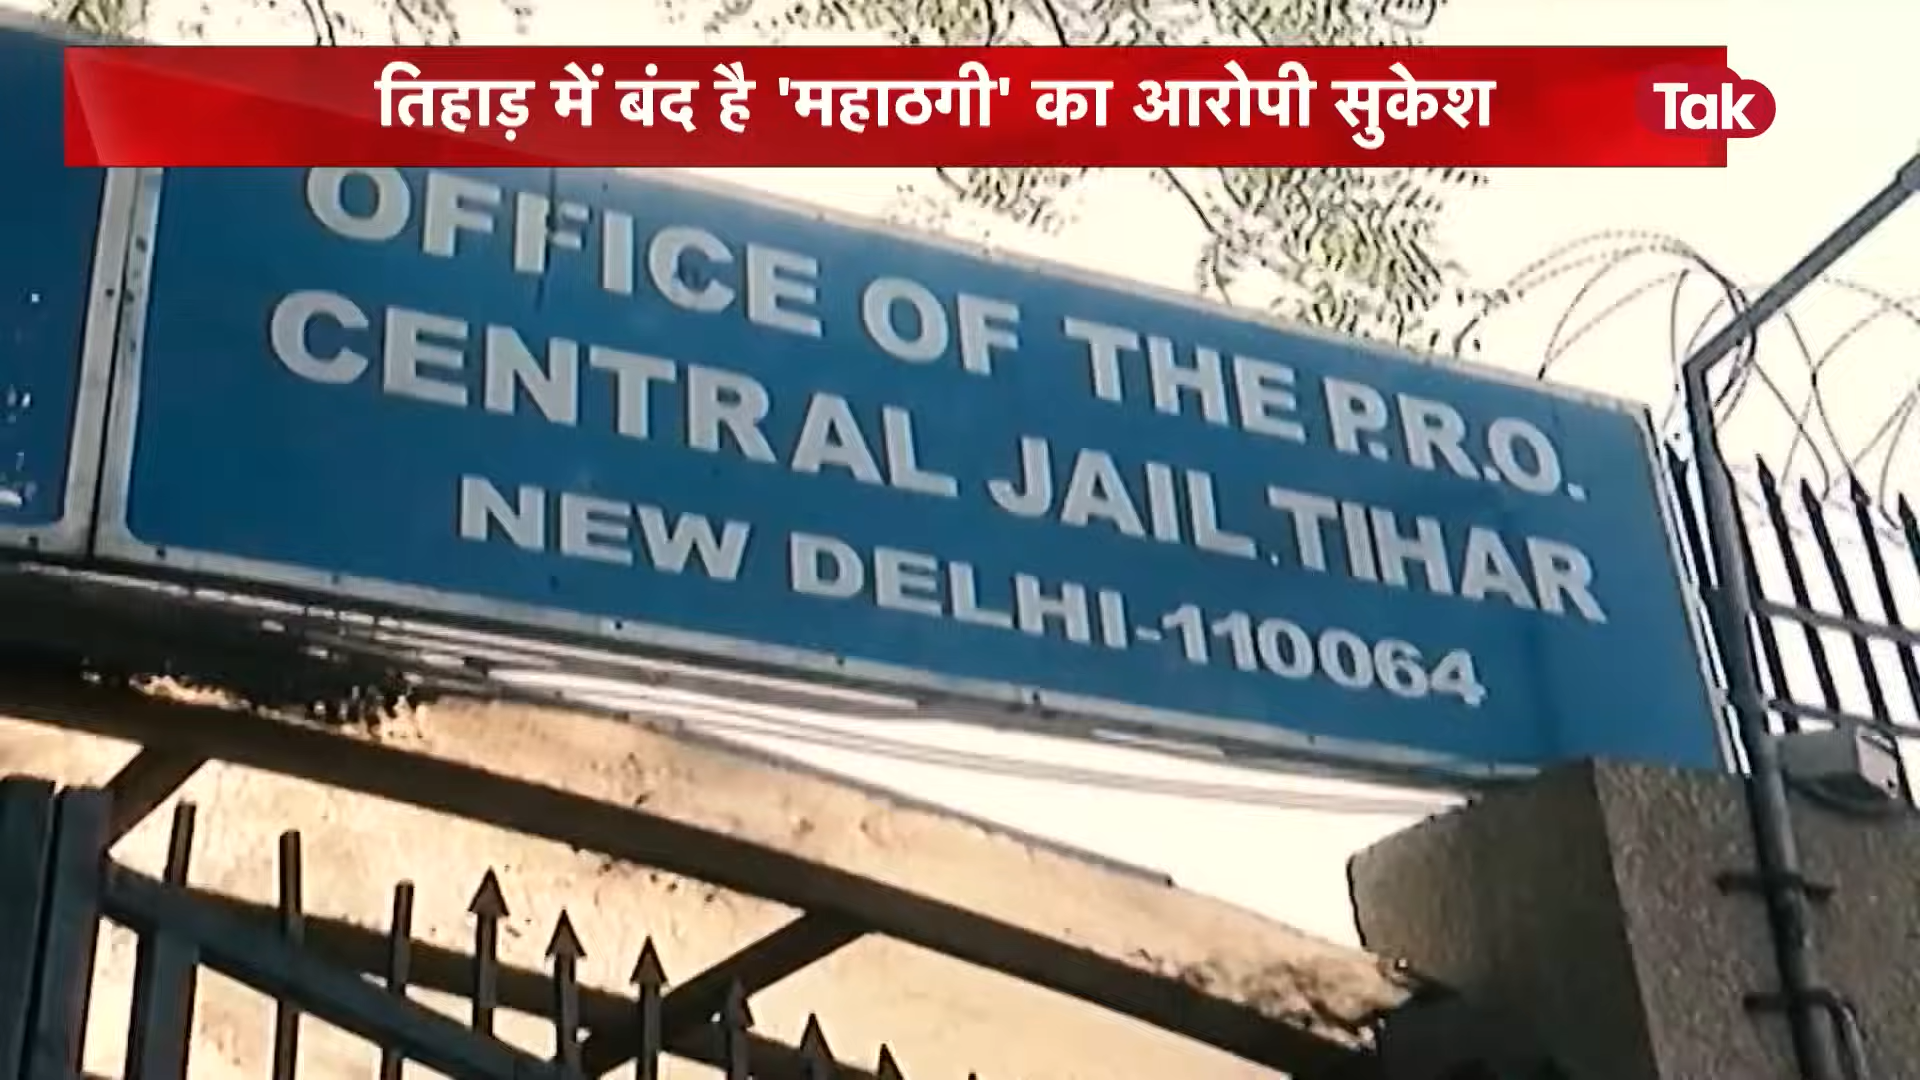 तिहाड़ में बंद है 'महाठगी' का आरोपी सुकेश
Tak
OFFICE OF THE P.R.O.
CENTRAL JAIL.TIHAR
NEW DELHI-110064